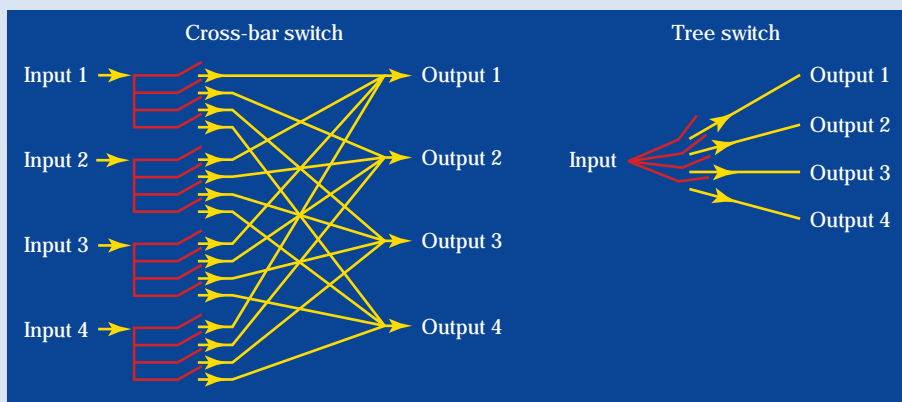 Cross-bar switch
Input 1
Input 2
Input 3
Input 4
Output 1
Output 2
Output 3
Output 4
Tree switch
Input
Output 1
Output 2
Output 3
Output 4